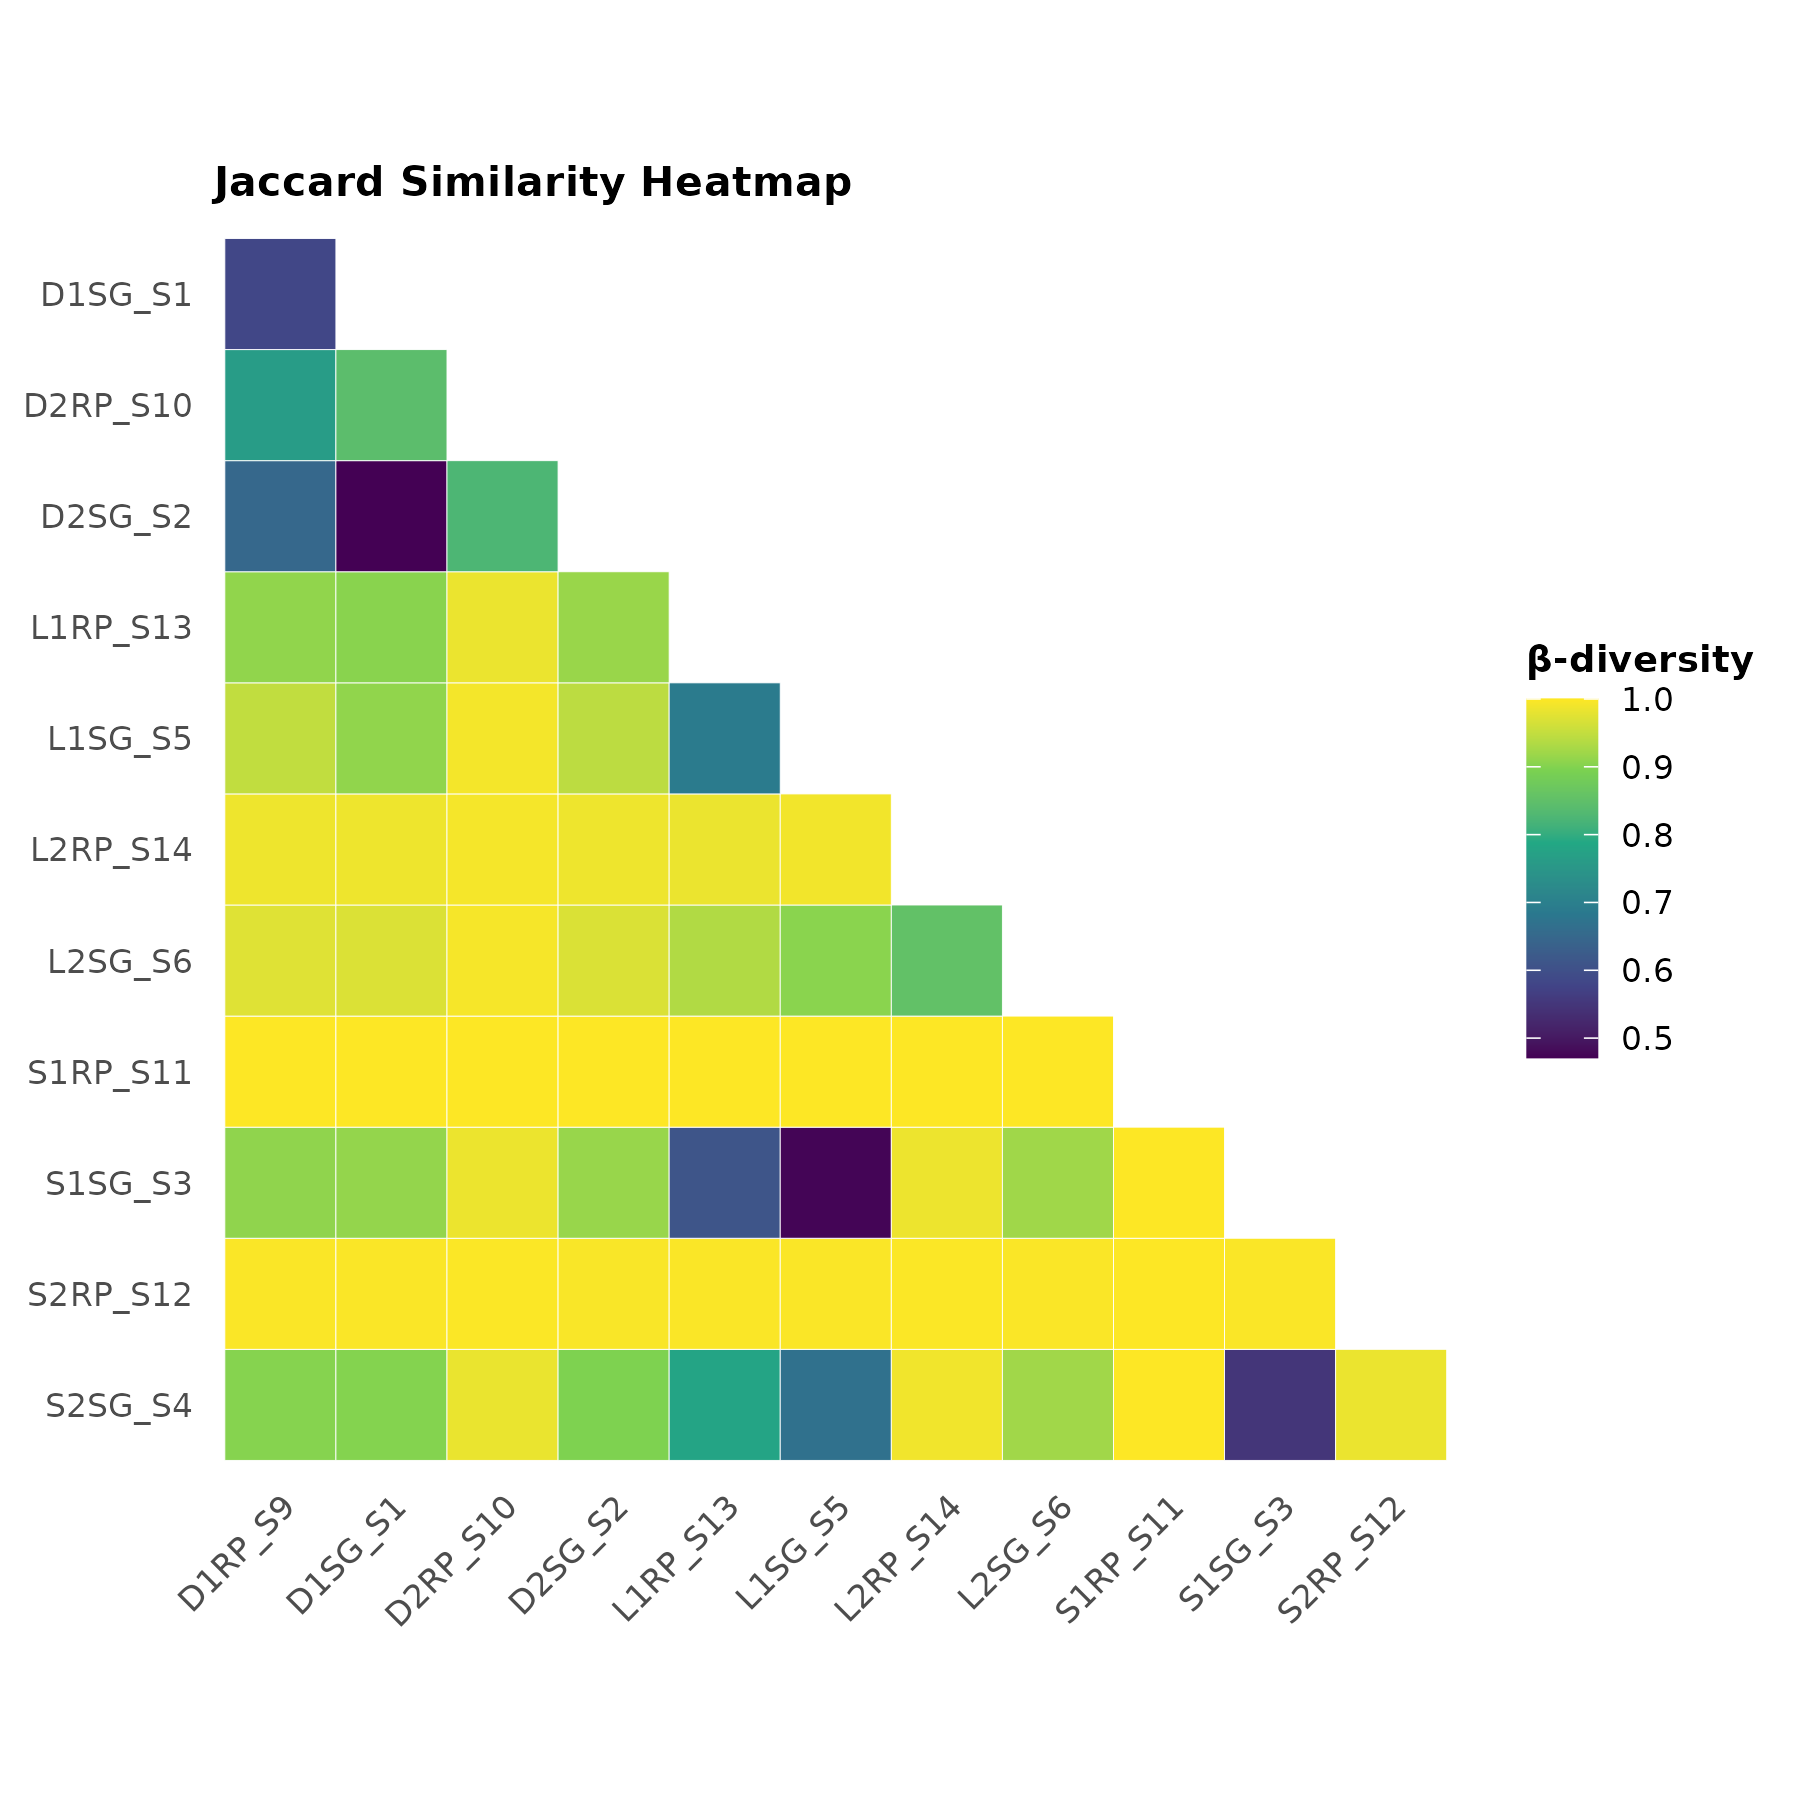 Jaccard Similarity Heatmap
D1SG_S1
D2RP_S10
D2SG_S2
L1RP_S13
L1SG_S5
L2RP_S14
L2SG_S6
S1RP_S11
S1SG_S3
S2RP_S12
S2SG_S4
D1RP_S9
D1SG_S1
D2RP_S10
D2SG_S2
L1RP_S13
L1SG_S5
L2RP_S14
L2SG_S6
S1RP_S11
S1SG_S3
S2RP_S12
β-diversity
1.0
0.9
0.8
0.7
0.6
0.5